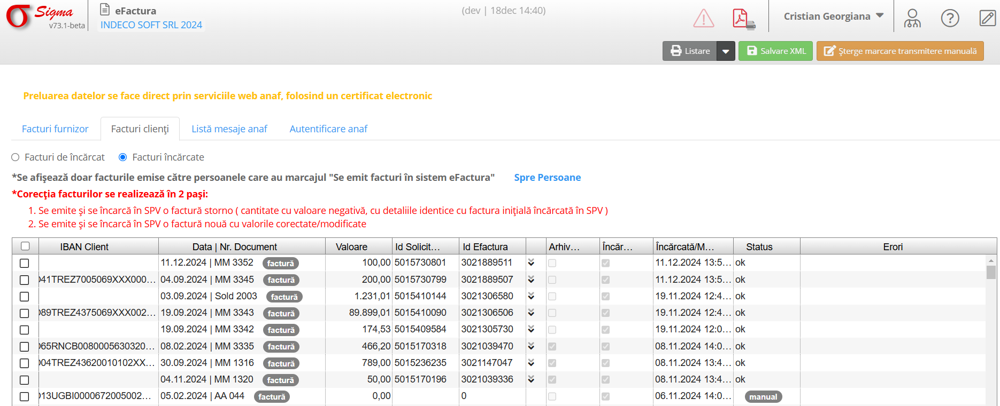 Sigma
v73.1-beta
eFactura
INDECO SOFT SRL 2024
(dev | 18dec 14:40)
Cristian Georgiana
Listare
Salvare XML
Şterge marcare transmitere manuală
Preluarea datelor se face direct prin serviciile web anaf, folosind un certificat electronic
Facturi furnizor
Facturi clienţi
Listă mesaje anaf
Autentificare anaf
Facturi de încărcat
Facturi încărcate
*Se afişează doar facturile emise către persoanele care au marcajul "Se emit facturi în sistem eFactura" Spre Persoane
*Corecţia facturilor se realizează în 2 paşi:
1. Se emite şi se încarcă în SPV o factură storno ( cantitate cu valoare negativă, cu detaliile identice cu factura iniţială încărcată în SPV )
2. Se emite şi se încarcă în SPV o factură nouă cu valorile corectate/modificate
IBAN Client Data | Nr. Document Valoare Id Solicit... Id Efactura Arhiv... Încăr... Încărcată/M... Status Erori
11.12.2024 | MM 3352 factură 100,00 5015730801 3021889511 11.12.2024 13:5... ok
041TREZ7005069XXX000... 04.09.2024 | MM 3345 factură 200,00 5015730799 3021889507 11.12.2024 13:5... ok
03.09.2024 | Sold 2003 factură 1.231,01 5015410144 3021306580 19.11.2024 12:4... ok
089TREZ4375069XXX002... 19.09.2024 | MM 3343 factură 89.899,01 5015410090 3021306506 19.11.2024 12:4... ok
19.09.2024 | MM 3342 factură 174,53 5015409584 3021305730 19.11.2024 12:0... ok
065RNCB0080005630320... 08.02.2024 | MM 3335 factură 466,20 5015170318 3021039470 08.11.2024 14:0... ok
004TREZ43620010102XX... 30.09.2024 | MM 1316 factură 789,00 5015236235 3021147047 08.11.2024 13:4... ok
04.11.2024 | MM 1320 factură 50,00 5015170196 3021039336 08.11.2024 13:4... ok
013UGBI0000672005002... 05.02.2024 | AA 044 factură 0,00 0 06.11.2024 14:0... manual